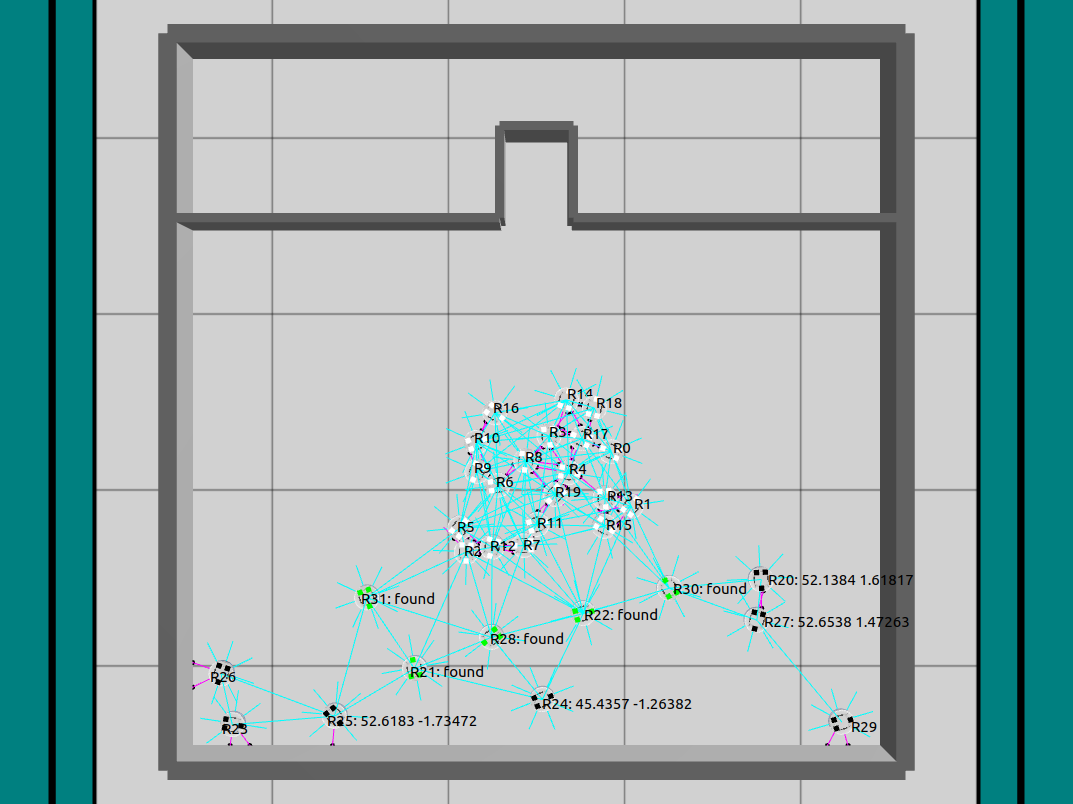 R14
R18
R16
R3
R17
R10
R0
R8
R9
R4
R6
R19
R13
R1
R11
R15
R5
R12
R7
R2
R20: 52.1384 1.61817
R30: found
R31: found
R22: found
R27: 52.6538 1.47263
R28: found
R21: found
R26
R24: 45.4357 -1.26382
R25: 52.6183 -1.73472
R23
R29